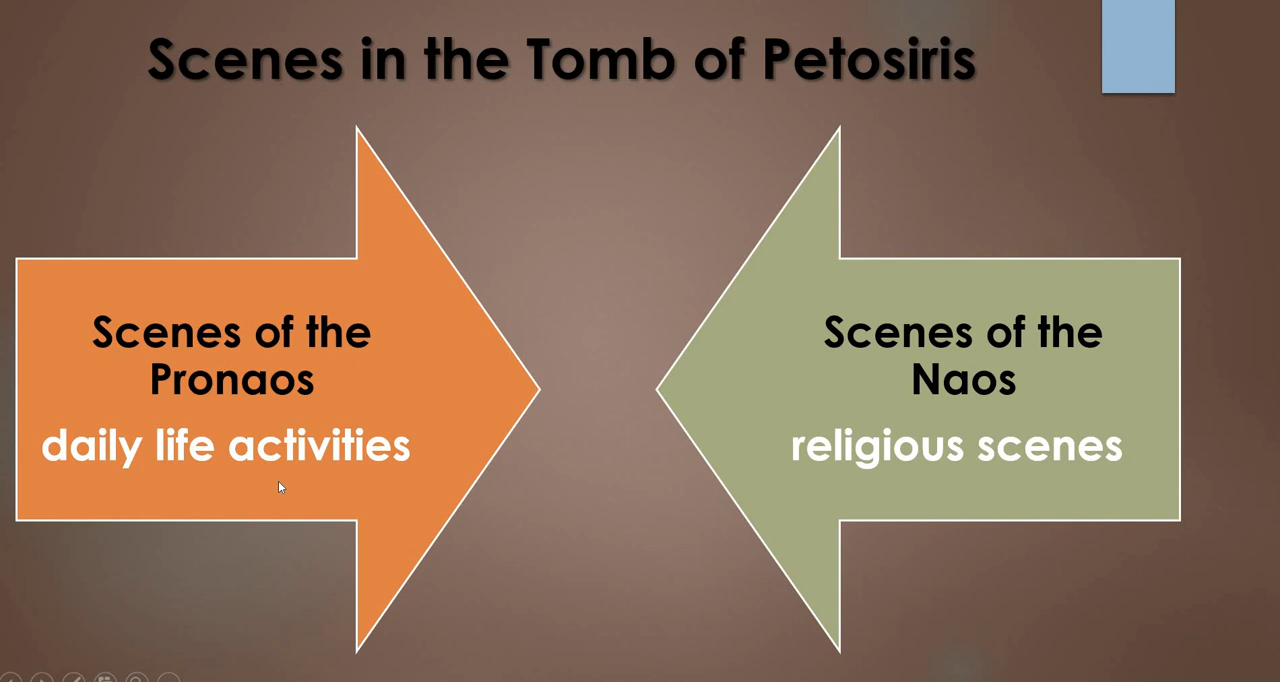 Scenes in the Tomb of Petosiris
Scenes of the
Pronaos
daily life activities
Scenes of the
Naos
religious scenes